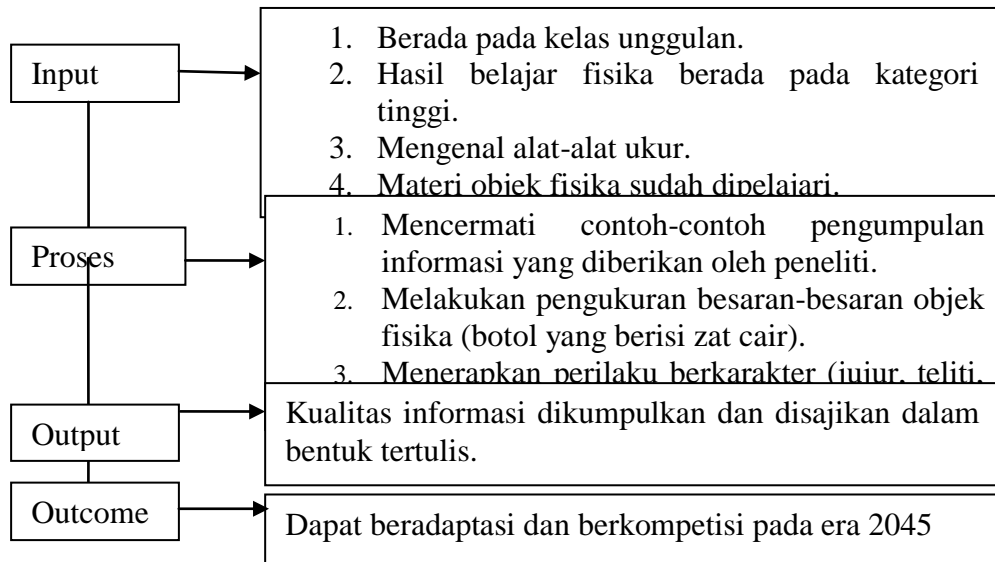 Input
1. Berada pada kelas unggulan.
2. Hasil belajar fisika berada pada kategori
tinggi.
3. Mengenal alat-alat ukur.
4. Materi objek fisika sudah dipelajari.
Proses
1. Mencermati contoh-contoh pengumpulan
informasi yang diberikan oleh peneliti.
2. Melakukan pengukuran besaran-besaran objek
fisika (botol yang berisi zat cair).
3. Menerapkan perilaku berkarakter (jujur, teliti,
Output
Kualitas informasi dikumpulkan dan disajikan dalam
bentuk tertulis.
Outcome
Dapat beradaptasi dan berkompetisi pada era 2045